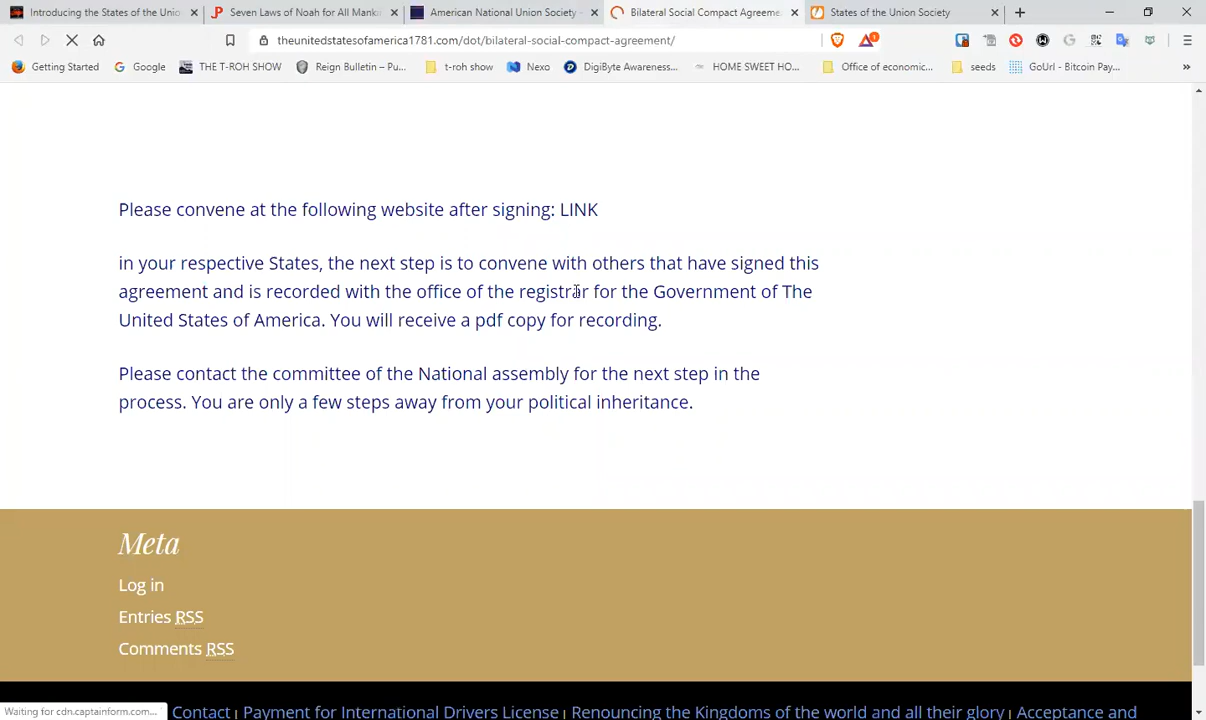 Introducing the States of the Unio
Seven Laws of Noah for All Manki
American National Union Society -
Bilateral Social Compact Agreeme
States of the Union Society
theunitedstatesofamerica1781.com/dot/bilateral-social-compact-agreement/
1
Getting Started
Google
THE T-ROH SHOW
Reign Bulletin – Pu...
t-roh show
Nexo
DigiByte Awareness...
HOME SWEET HO...
Office of economic...
seeds
GoUrl - Bitcoin Pay...
Please convene at the following website after signing: LINK
in your respective States, the next step is to convene with others that have signed this
agreement and is recorded with the office of the registrar for the Government of The
United States of America. You will receive a pdf copy for recording.
Please contact the committee of the National assembly for the next step in the
process. You are only a few steps away from your political inheritance.
Meta
Log in
Entries RSS
Comments RSS
Waiting for cdn.captainform.com...
Contact | Payment for International Drivers License | Renouncing the Kingdoms of the world and all their glory | Acceptance and